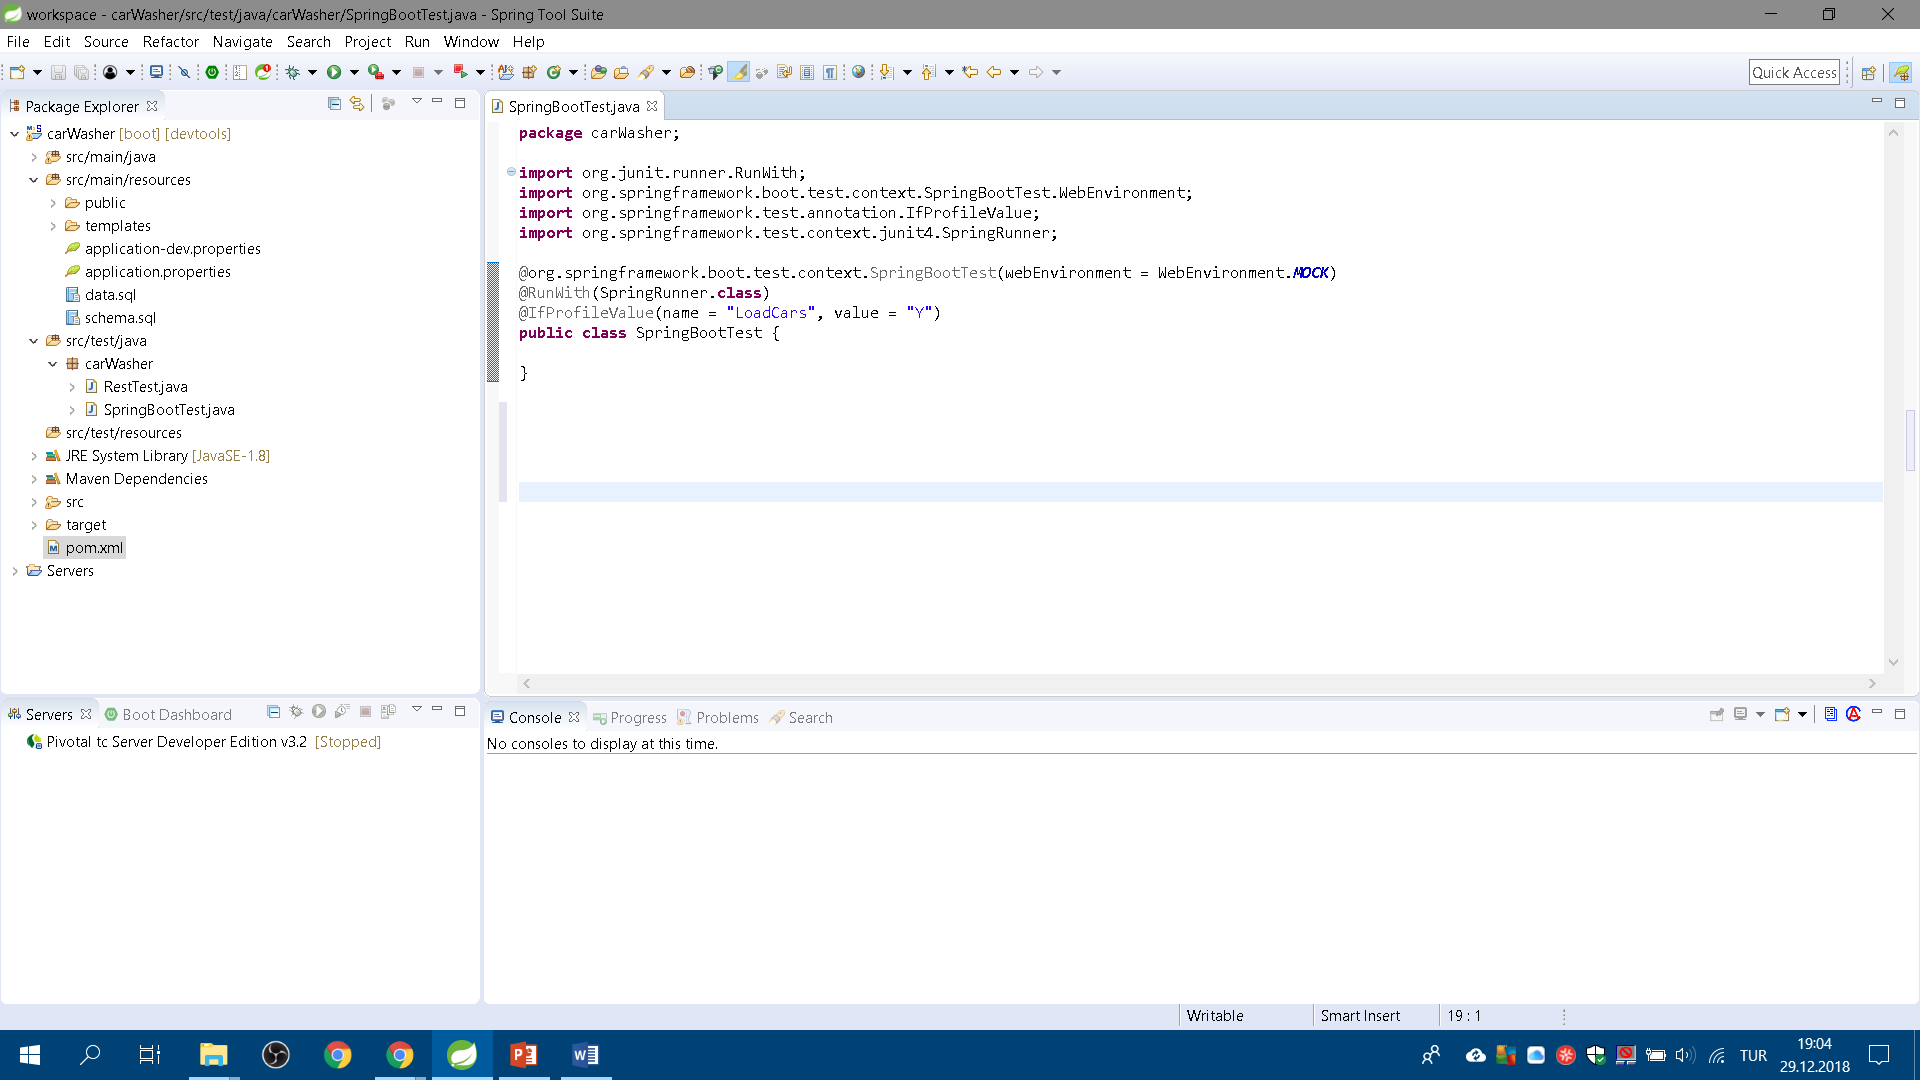 workspace - carWasher/src/test/java/carWasher/SpringBootTest.java - Spring Tool Suite
File Edit Source Refactor Navigate Search Project Run Window Help
Quick Access
Package Explorer
carWasher [boot] [devtools]
src/main/java
src/main/resources
public
templates
application-dev.properties
application.properties
data.sql
schema.sql
src/test/java
carWasher
RestTest.java
SpringBootTest.java
src/test/resources
JRE System Library [JavaSE-1.8]
Maven Dependencies
src
target
pom.xml
Servers
SpringBootTest.java
package carWasher;
import org.junit.runner.RunWith;
import org.springframework.boot.test.context.SpringBootTest.WebEnvironment;
import org.springframework.test.annotation.IfProfileValue;
import org.springframework.test.context.junit4.SpringRunner;
@org.springframework.boot.test.context.SpringBootTest(webEnvironment = WebEnvironment.MOCK)
@RunWith(SpringRunner.class)
@IfProfileValue(name = "LoadCars", value = "Y")
public class SpringBootTest {
}
Servers Boot Dashboard
Pivotal tc Server Developer Edition v3.2 [Stopped]
Console Progress Problems Search
No consoles to display at this time.
Writable Smart Insert 19 : 1
TUR
19:04
29.12.2018